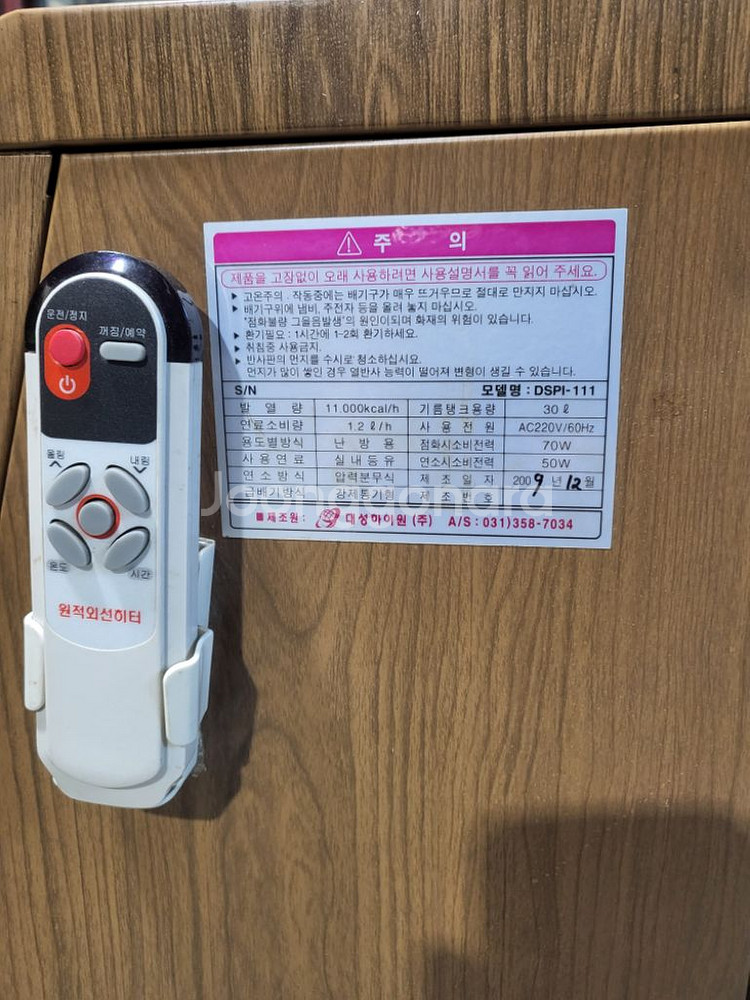 운전/정지
꺼짐/예약
올림
내림
온도
시간
원적외선히터
주 의
제품을 고장없이 오래 사용하려면 사용설명서를 꼭 읽어 주세요.
▶ 고온주의 . 작동중에는 배기구가 매우 뜨거우므로 절대로 만지지 마십시오.
▶ 배기구위에 냄비, 주전자 등을 올려 놓지 마십시오.
"점화불량 그을음발생"의 원인이되며 화재의 위험이 있습니다.
▶ 환기필요 : 1시간에 1-2회 환기하세요.
▶ 취침중 사용금지.
▶ 반사판의 먼지를 수시로 청소하십시요.
먼지가 많이 쌓인 경우 열반사 능력이 떨어져 변형이 생길 수 있습니다.
S/N 모델명 : DSPI-111
발 열 량 11.000kcal/h 기름탱크용량 30ℓ
연료소비량 1.2ℓ/h 사 용 전 원 AC220V/60Hz
용도별방식 난 방 용 점화시소비전력 70W
사 용 연 료 실 내 등 유 연소시소비전력 50W
연 소 방 식 압력분무식 제 조 일 자 2009 년 12 월
급배기방식 강제통기형 제 조 번 호
■ 제조원 : 대성하이원 (주) A/S : 031)358-7034
Joonggonara